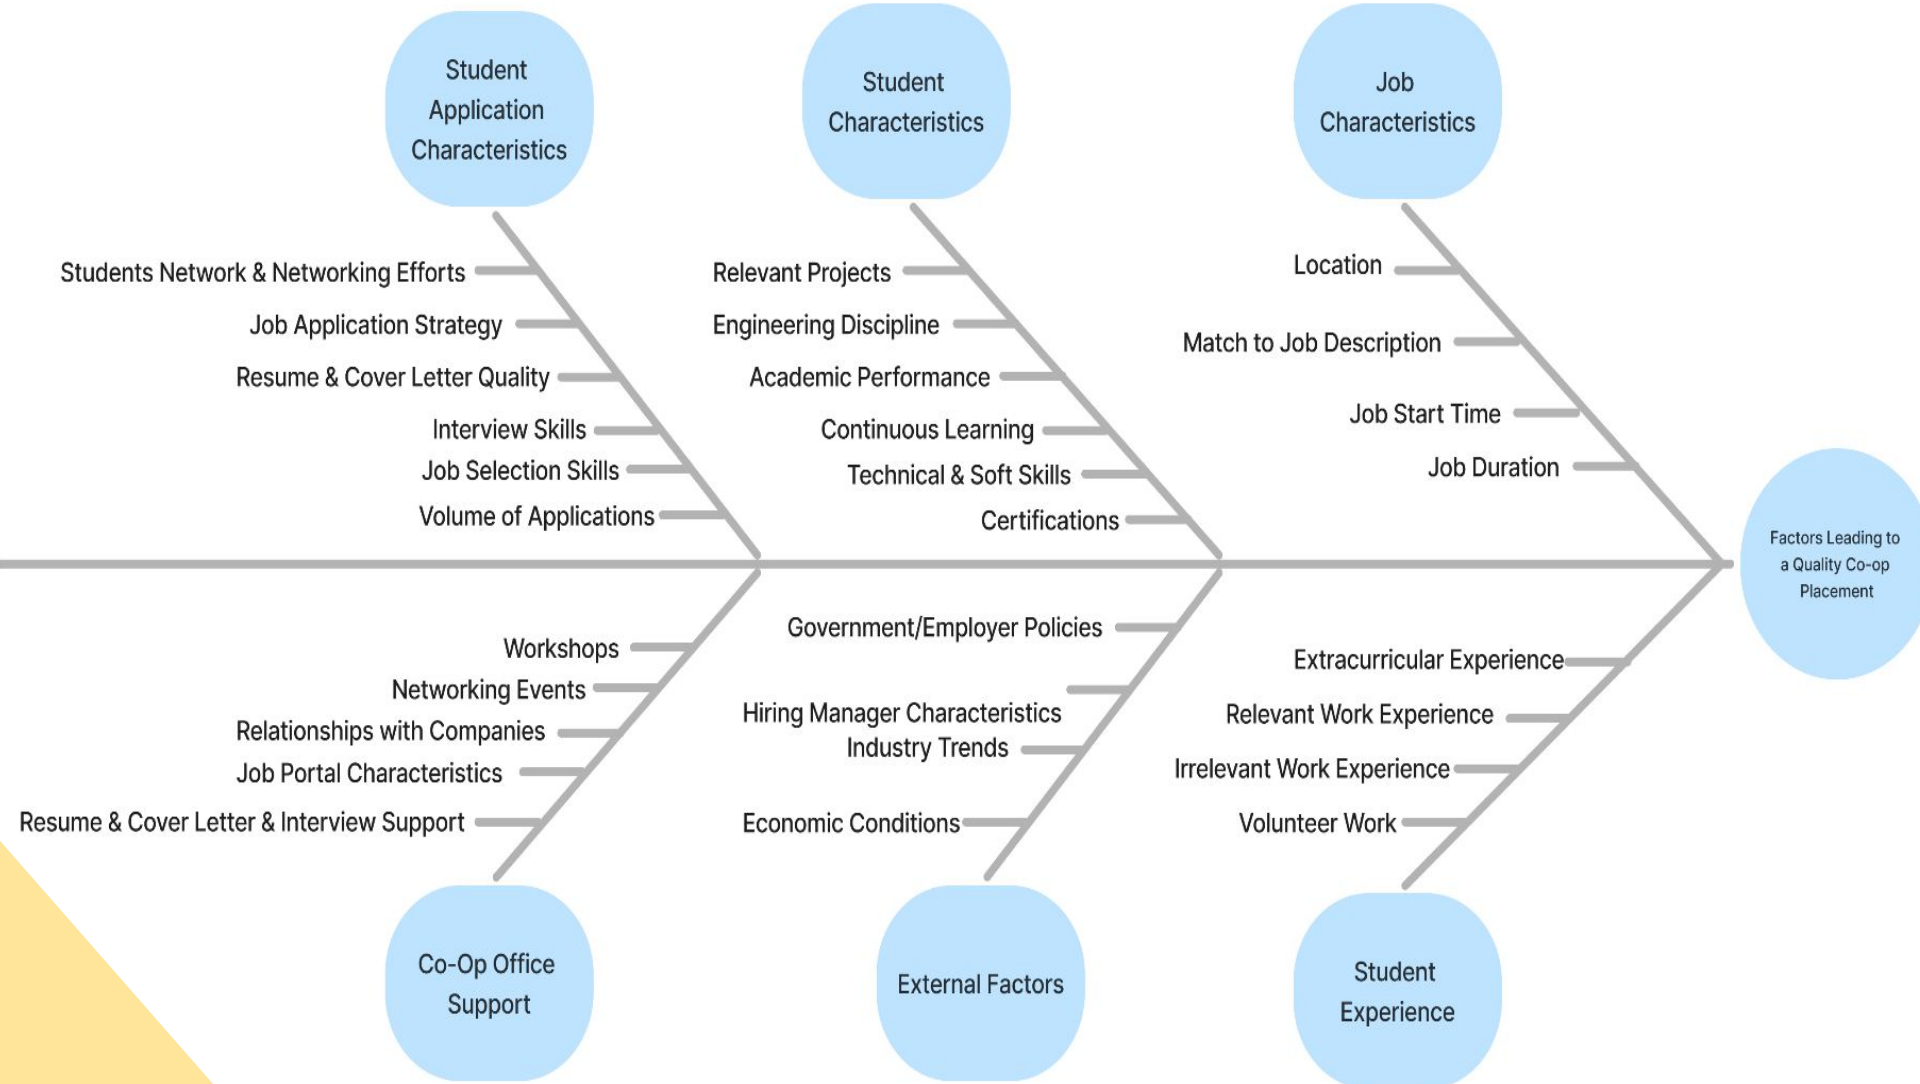 Student
Application
Characteristics
Student
Characteristics
Job
Characteristics
Students Network & Networking Efforts
Job Application Strategy
Resume & Cover Letter Quality
Interview Skills
Job Selection Skills
Volume of Applications
Relevant Projects
Engineering Discipline
Academic Performance
Continuous Learning
Technical & Soft Skills
Certifications
Location
Match to Job Description
Job Start Time
Job Duration
Factors Leading to
a Quality Co-op
Placement
Workshops
Networking Events
Relationships with Companies
Job Portal Characteristics
Resume & Cover Letter & Interview Support
Government/Employer Policies
Hiring Manager Characteristics
Industry Trends
Economic Conditions
Extracurricular Experience
Relevant Work Experience
Irrelevant Work Experience
Volunteer Work
Co-Op Office
Support
External Factors
Student
Experience